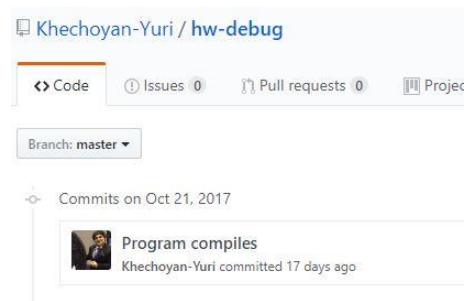 Khechoyan-Yuri / hw-debug
<> Code Issues 0 Pull requests 0 Projec
Branch: master
Commits on Oct 21, 2017
Program compiles
Khechoyan-Yuri committed 17 days ago